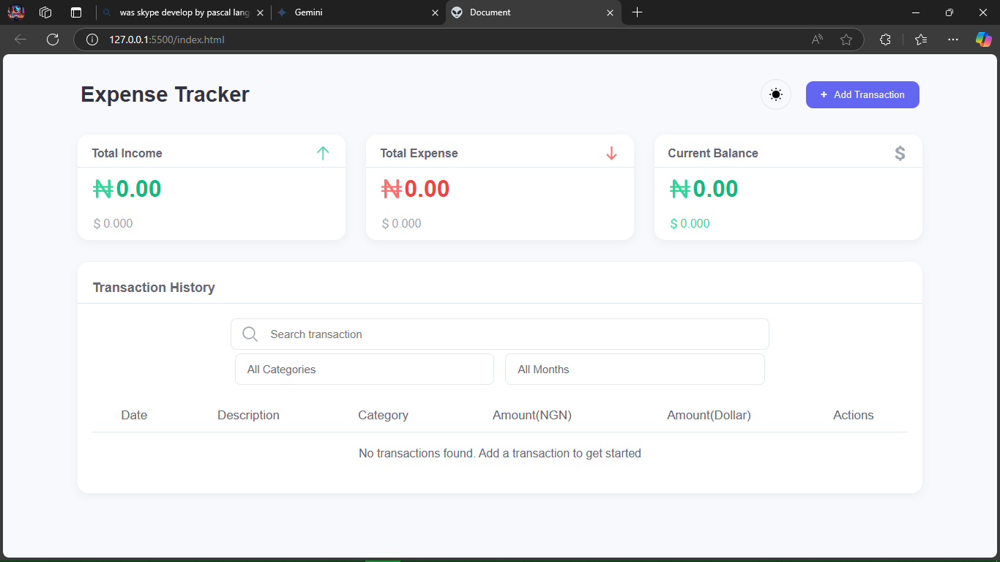 was skype develop by pascal lang
Gemini
Document
127.0.0.1:5500/index.html
Expense Tracker
+ Add Transaction
Total Income
₦0.00
$ 0.000
Total Expense
₦0.00
$ 0.000
Current Balance
$
₦0.00
$ 0.000
Transaction History
Search transaction
All Categories All Months
Date Description Category Amount(NGN) Amount(Dollar) Actions
No transactions found. Add a transaction to get started